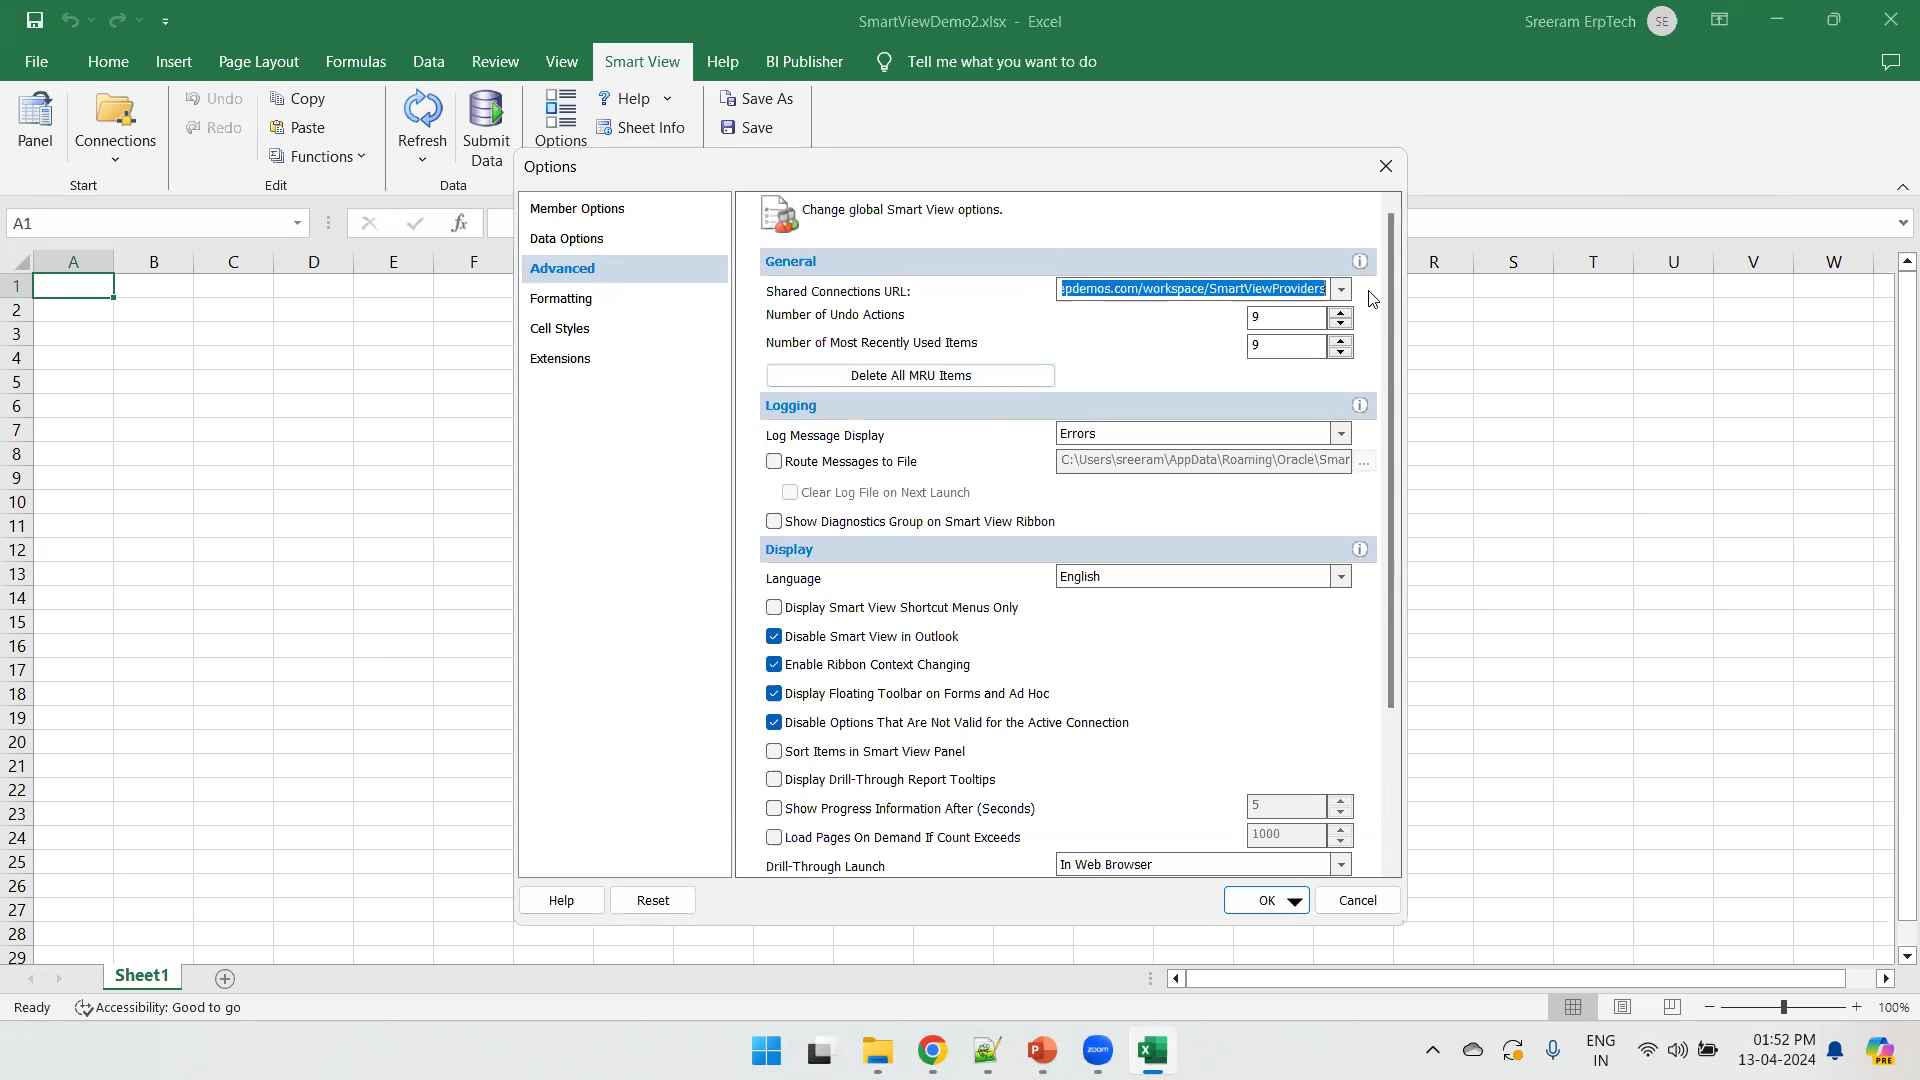 SmartViewDemo2.xlsx - Excel
Sreeram ErpTech SE
File Home Insert Page Layout Formulas Data Review View Smart View Help BI Publisher Tell me what you want to do
Panel
Connections
Start
Undo
Redo
Copy
Paste
Functions
Edit
Refresh
Submit Data
Data
Options
Help
Sheet Info
Save As
Save
A1
fx
Options
Member Options
Data Options
Advanced
Formatting
Cell Styles
Extensions
Change global Smart View options.
General
Shared Connections URL: epdemos.com/workspace/SmartViewProviders
Number of Undo Actions 9
Number of Most Recently Used Items 9
Delete All MRU Items
Logging
Log Message Display Errors
Route Messages to File C:\Users\sreeram\AppData\Roaming\Oracle\Smar ...
Clear Log File on Next Launch
Show Diagnostics Group on Smart View Ribbon
Display
Language English
Display Smart View Shortcut Menus Only
Disable Smart View in Outlook
Enable Ribbon Context Changing
Display Floating Toolbar on Forms and Ad Hoc
Disable Options That Are Not Valid for the Active Connection
Sort Items in Smart View Panel
Display Drill-Through Report Tooltips
Show Progress Information After (Seconds) 5
Load Pages On Demand If Count Exceeds 1000
Drill-Through Launch In Web Browser
Help Reset OK Cancel
A B C D E F R S T U V W
1
2
3
4
5
6
7
8
9
10
11
12
13
14
15
16
17
18
19
20
21
22
23
24
25
26
27
28
29
Sheet1
Ready Accessibility: Good to go 100%
zoom
ENG
IN
01:52 PM
13-04-2024
PRE